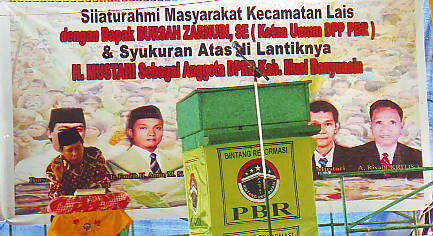 Silaturahmi Masyarakat Kecamatan Lais
dengan Bapak BURSAH ZARNUBI, SE ( Ketua Umum DPP PBR )
& Syukuran Atas di Lantiknya
H. MUSTARI Sebagai Anggota DPRD Kab. Musi Banyuasin
BINTANG REFORMASI
PBR